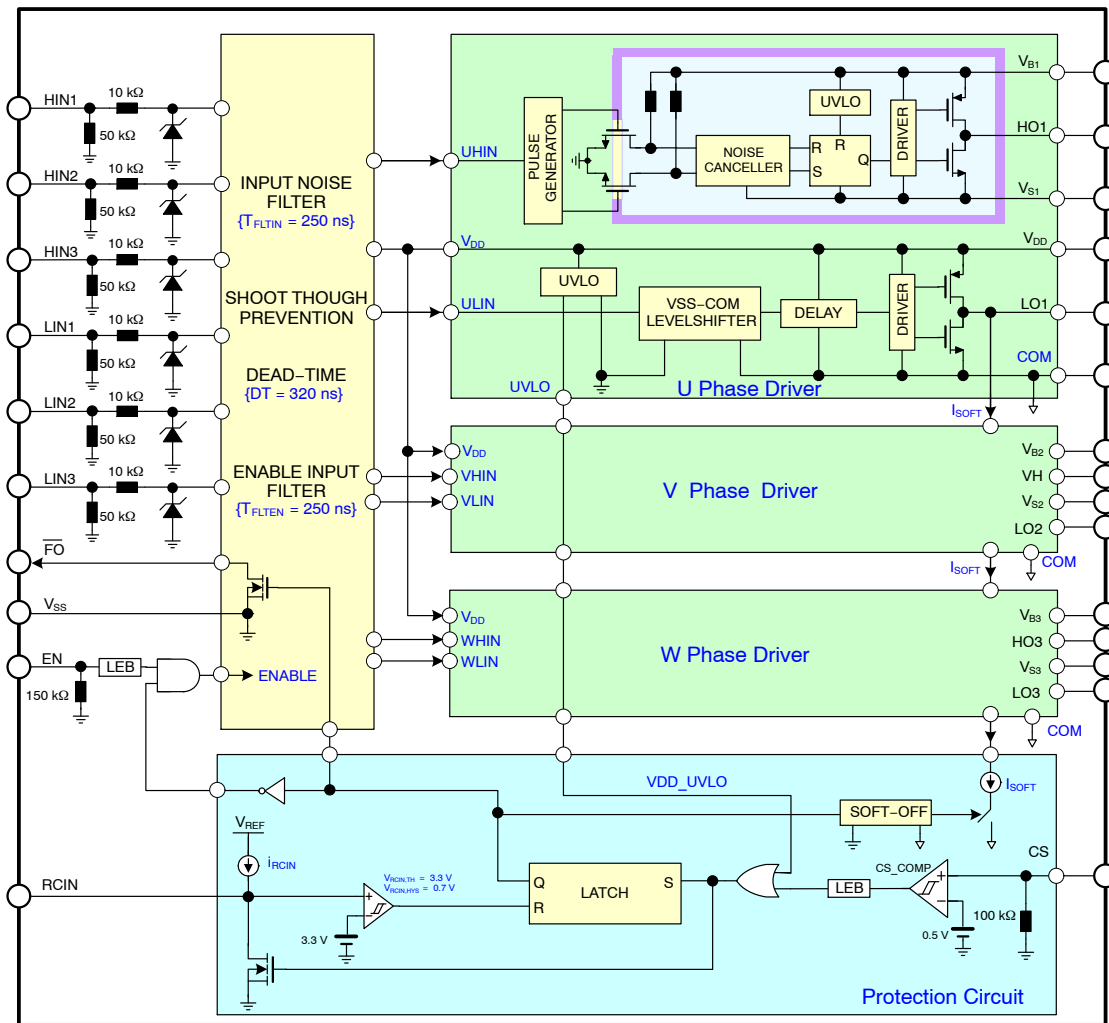 HIN1
10 kΩ
50 kΩ
HIN2
10 kΩ
50 kΩ
HIN3
10 kΩ
50 kΩ
LIN1
10 kΩ
50 kΩ
LIN2
10 kΩ
50 kΩ
LIN3
10 kΩ
50 kΩ
FO
VSS
EN
LEB
150 kΩ
ENABLE
INPUT NOISE
FILTER
{TFLTIN = 250 ns}
SHOOT THOUGH
PREVENTION
DEAD−TIME
{DT = 320 ns}
ENABLE INPUT
FILTER
{TFLTEN = 250 ns}
UHIN
PULSE
GENERATOR
NOISE
CANCELLER
UVLO
R
R
S
Q
DRIVER
VB1
HO1
VS1
VDD
VDD
UVLO
ULIN
VSS−COM
LEVELSHIFTER
DELAY
DRIVER
LO1
COM
UVLO
U Phase Driver
ISOFT
VDD
VHIN
VLIN
V Phase Driver
VB2
VH
VS2
LO2
COM
ISOFT
VDD
WHIN
WLIN
W Phase Driver
VB3
HO3
VS3
LO3
COM
VDD_UVLO
ISOFT
SOFT−OFF
VREF
iRCIN
RCIN
VRCIN,TH = 3.3 V
VRCIN,HYS = 0.7 V
+
−
3.3 V
Q
R
S
LATCH
LEB
CS_COMP
+
−
0.5 V
CS
100 kΩ
Protection Circuit